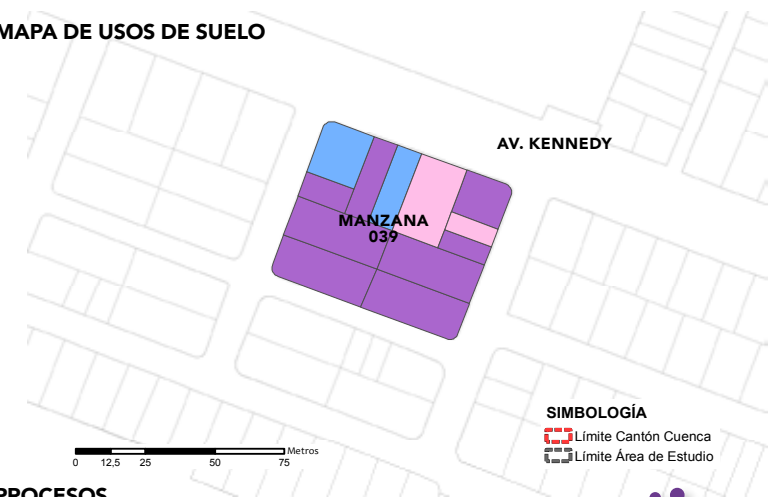 MAPA DE USOS DE SUELO
AV. KENNEDY
MANZANA
039
SIMBOLOGÍA
Límite Cantón Cuenca
Límite Área de Estudio
Metros
0 12,5 25 50 75
PROCESOS